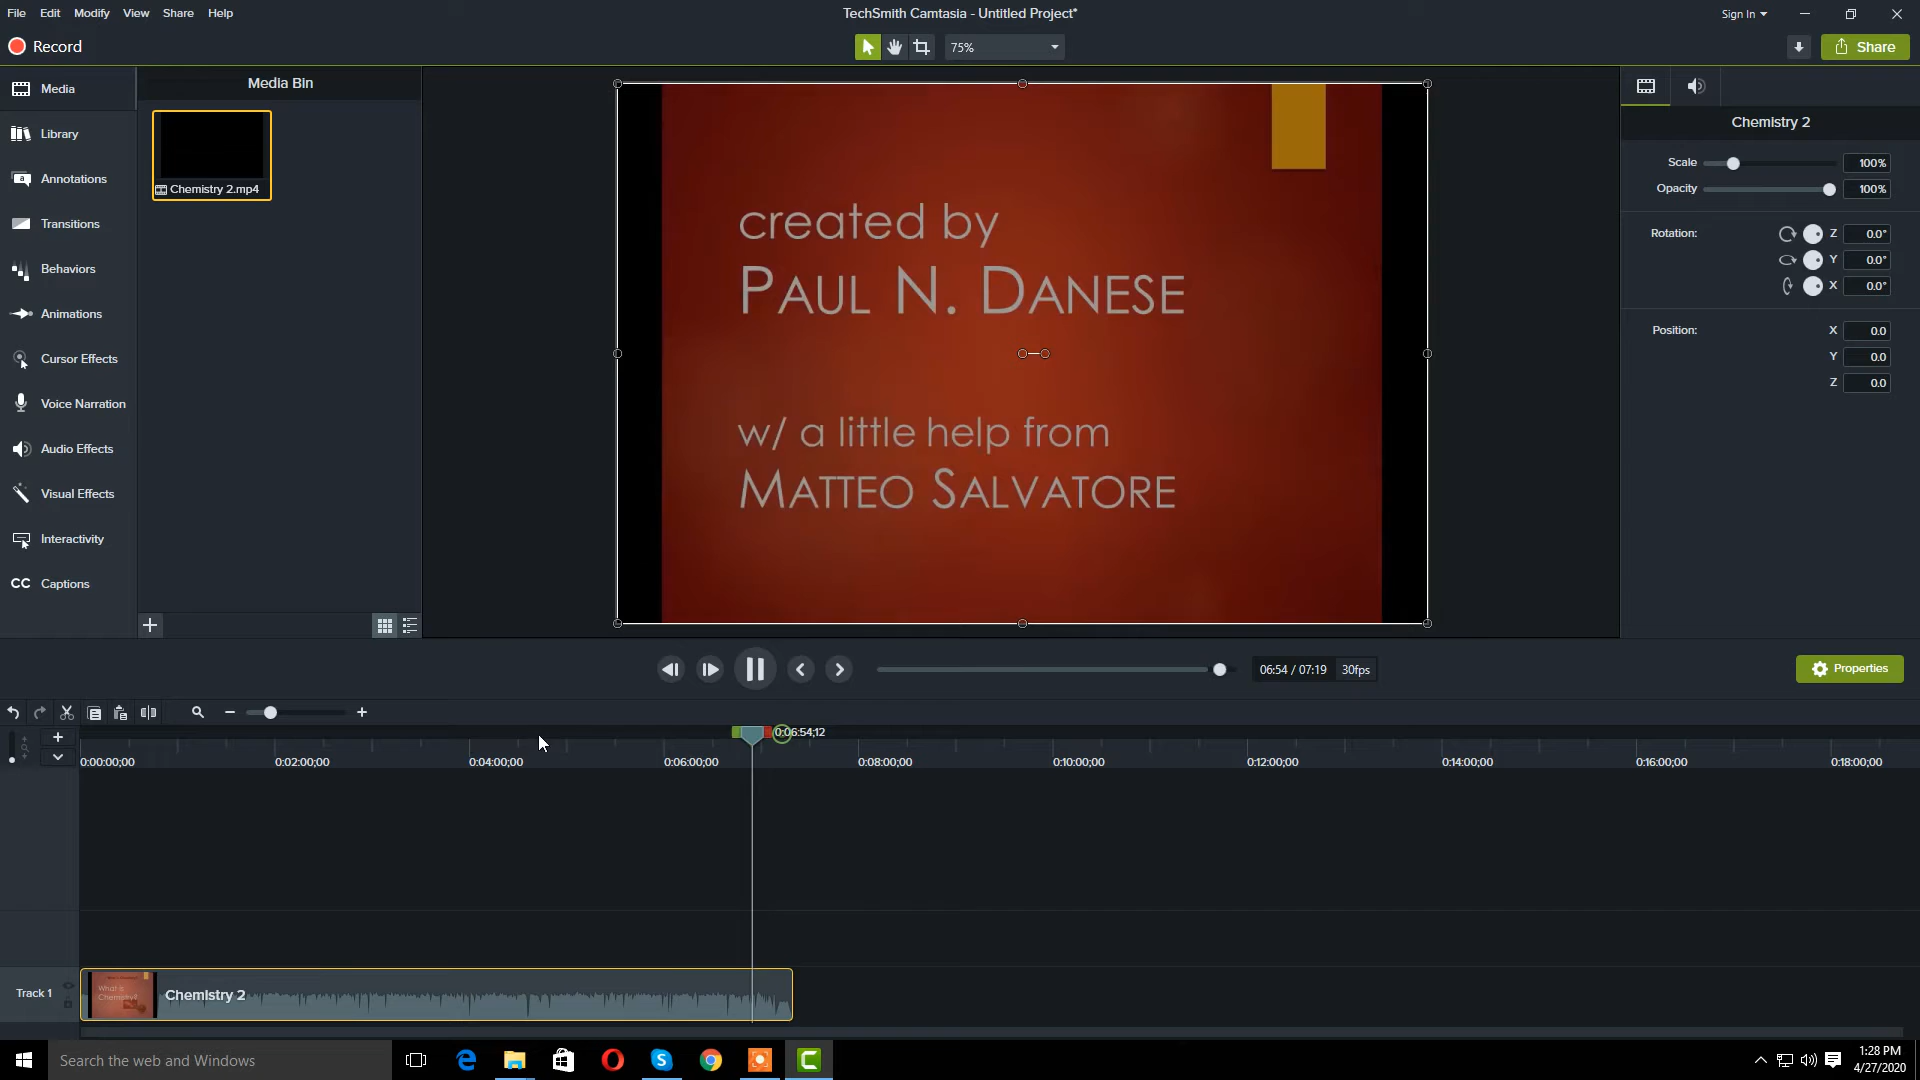 File Edit Modify View Share Help
TechSmith Camtasia - Untitled Project*
Sign In
Record
75%
Share
Media
Library
Annotations
Transitions
Behaviors
Animations
Cursor Effects
Voice Narration
Audio Effects
Visual Effects
Interactivity
CC Captions
Media Bin
Chemistry 2.mp4
created by
PAUL N. DANESE
w/ a little help from
MATTEO SALVATORE
Chemistry 2
Scale 100%
Opacity 100%
Rotation: Z 0.0°
Y 0.0°
X 0.0°
Position: X 0.0
Y 0.0
Z 0.0
06:54 / 07:19 30fps
Properties
0:06:54;12
0:00:00;00 0:02:00;00 0:04:00;00 0:06:00;00 0:08:00;00 0:10:00;00 0:12:00;00 0:14:00;00 0:16:00;00 0:18:00;00
Track 1
What is
Chemistry?
Chemistry 2
Search the web and Windows
1:28 PM
4/27/2020